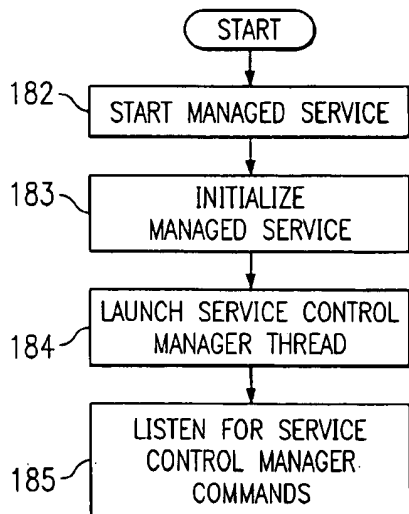 START
182
START MANAGED SERVICE
183
INITIALIZE
MANAGED SERVICE
184
LAUNCH SERVICE CONTROL
MANAGER THREAD
185
LISTEN FOR SERVICE
CONTROL MANAGER
COMMANDS